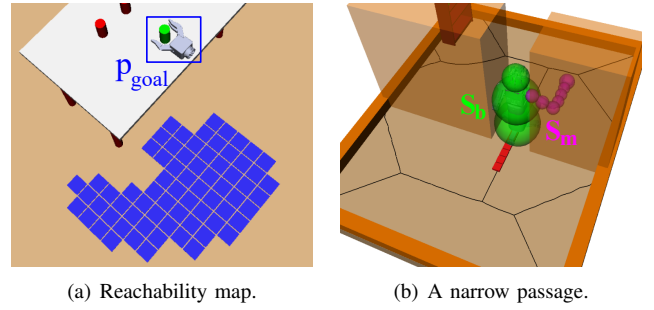 p_goal
S_b
S_m
(a) Reachability map.
(b) A narrow passage.